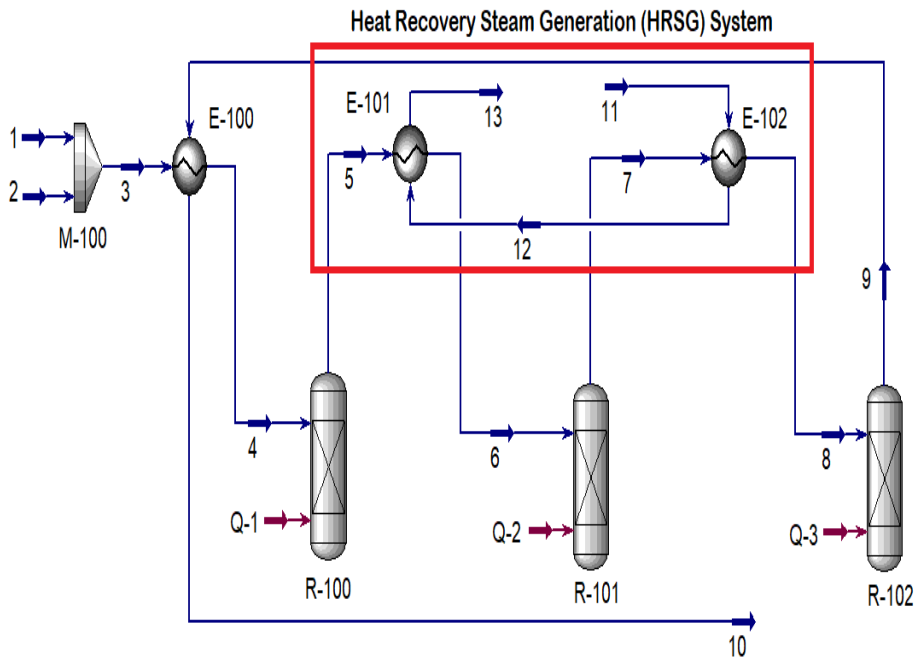 Heat Recovery Steam Generation (HRSG) System
E-100
E-101
13
11
E-102
1
2
3
M-100
5
7
12
9
4
6
8
Q-1
Q-2
Q-3
R-100
R-101
R-102
10